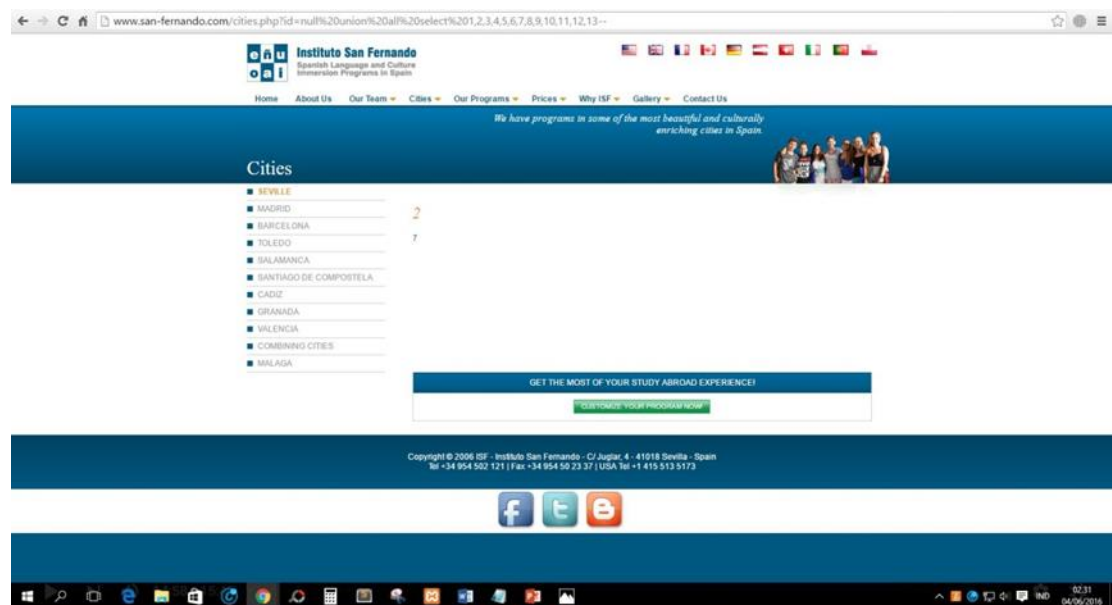 www.san-fernando.com/cities.php?id=null%20union%20all%20select%201,2,3,4,5,6,7,8,9,10,11,12,13--
e ñ u
o a i
Instituto San Fernando
Spanish Language and Culture
Immersion Programs in Spain
Home About Us Our Team Cities Our Programs Prices Why ISF Gallery Contact Us
We have programs in some of the most beautiful and culturally
enriching cities in Spain.
Cities
SEVILLE
MADRID
BARCELONA
TOLEDO
SALAMANCA
SANTIAGO DE COMPOSTELA
CADIZ
GRANADA
VALENCIA
COMBINING CITIES
MALAGA
2
7
GET THE MOST OF YOUR STUDY ABROAD EXPERIENCE!
CUSTOMIZE YOUR PROGRAM NOW!
Copyright © 2006 ISF - Instituto San Fernando - C/ Juglar, 4 - 41018 Sevilla - Spain
Tel +34 954 502 121 | Fax +34 954 50 23 37 | USA Tel +1 415 513 5173
IND
02.31
04/06/2016